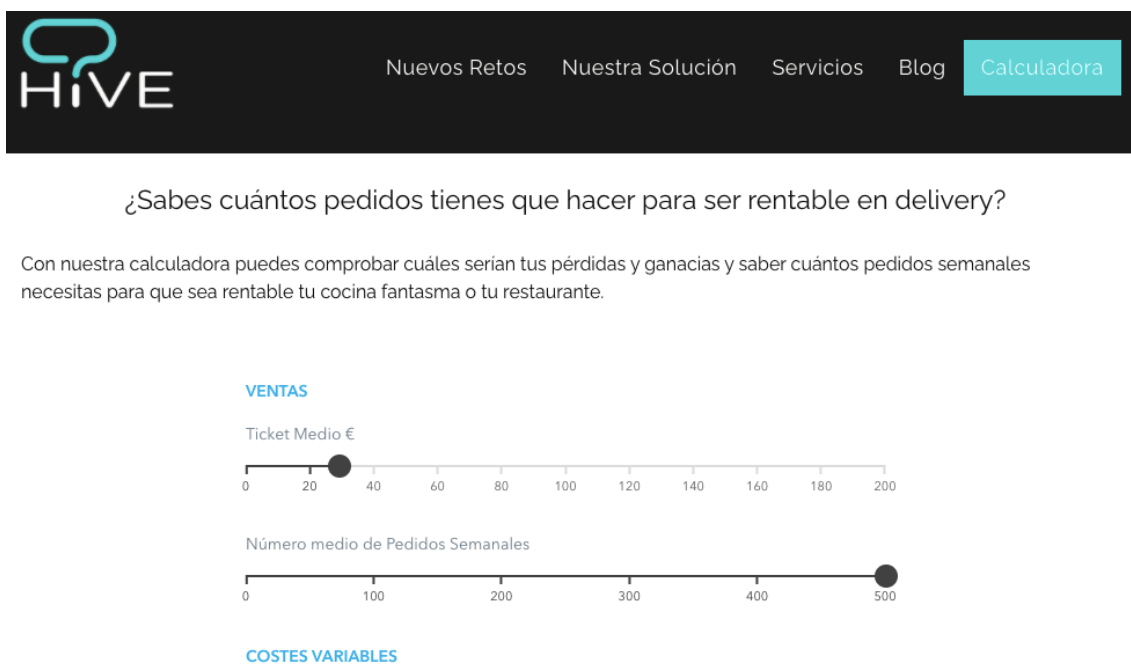 HIVE
Nuevos Retos Nuestra Solución Servicios Blog Calculadora
¿Sabes cuántos pedidos tienes que hacer para ser rentable en delivery?
Con nuestra calculadora puedes comprobar cuáles serían tus pérdidas y ganacias y saber cuántos pedidos semanales
necesitas para que sea rentable tu cocina fantasma o tu restaurante.
VENTAS
Ticket Medio €
0 20 40 60 80 100 120 140 160 180 200
Número medio de Pedidos Semanales
0 100 200 300 400 500
COSTES VARIABLES